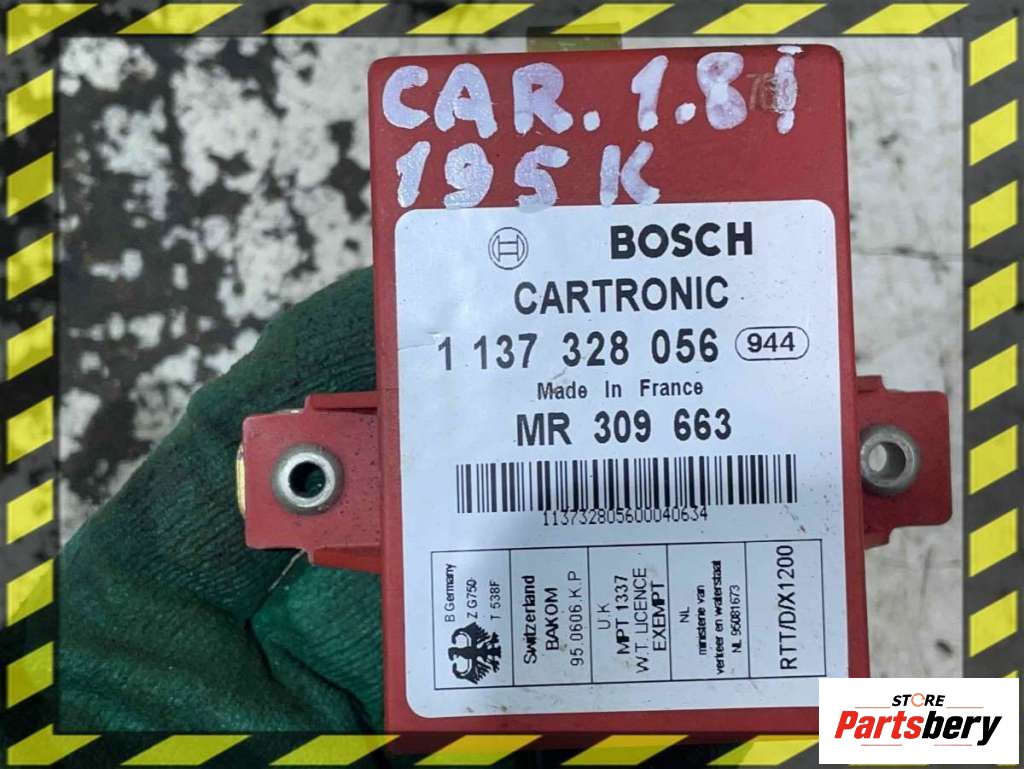 CAR. 1.8i
195K
BOSCH
CARTRONIC
1 137 328 056 944
Made In France
MR 309 663
113732805600040634
B Germany
Z G750
T 538F
Switzerland
BAKOM
95.0606.K.P
U.K
MPT 1337
W.T. LICENCE
EXEMPT
NL
ministerie van
verkeer en waterstaat
NL 95081673
RTT/D/X1200
STORE
Partsbery